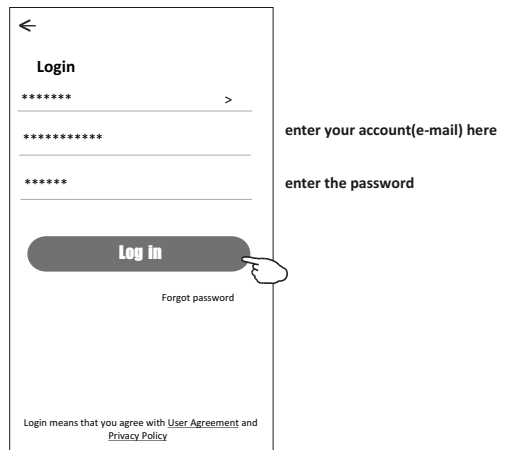 Login
******* >
*********** enter your account(e-mail) here
****** enter the password
Log in
Forgot password
Login means that you agree with User Agreement and
Privacy Policy